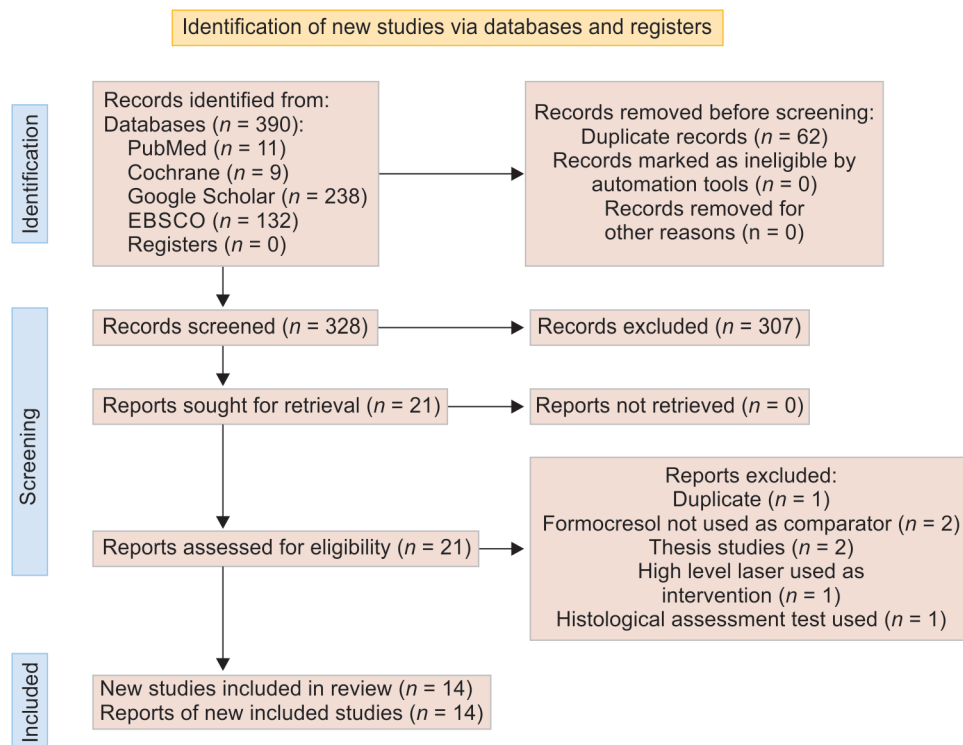 Identification of new studies via databases and registers
Identification
Records identified from:
Databases (n = 390):
PubMed (n = 11)
Cochrane (n = 9)
Google Scholar (n = 238)
EBSCO (n = 132)
Registers (n = 0)
Records removed before screening:
Duplicate records (n = 62)
Records marked as ineligible by
automation tools (n = 0)
Records removed for
other reasons (n = 0)
Screening
Records screened (n = 328)
Records excluded (n = 307)
Reports sought for retrieval (n = 21)
Reports not retrieved (n = 0)
Reports assessed for eligibility (n = 21)
Reports excluded:
Duplicate (n = 1)
Formocresol not used as comparator (n = 2)
Thesis studies (n = 2)
High level laser used as
intervention (n = 1)
Histological assessment test used (n = 1)
Included
New studies included in review (n = 14)
Reports of new included studies (n = 14)